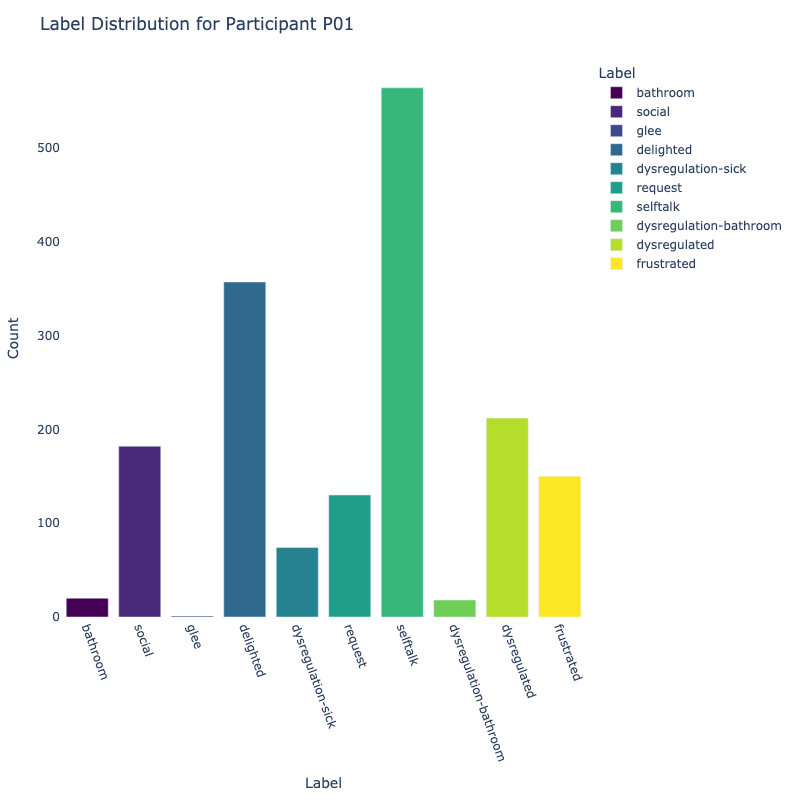 Label Distribution for Participant P01
Label
bathroom
social
glee
delighted
dysregulation-sick
request
selftalk
dysregulation-bathroom
dysregulated
frustrated
Count
500
400
300
200
100
0
bathroom
social
glee
delighted
dysregulation-sick
request
selftalk
dysregulation-bathroom
dysregulated
frustrated
Label